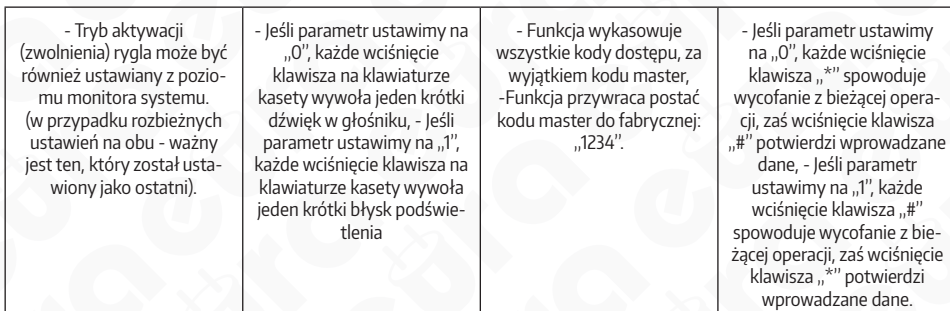 - Tryb aktywacji
(zwolnienia) rygla może być
również ustawiany z pozio-
mu monitora systemu.
(w przypadku rozbieżnych
ustawień na obu - ważny
jest ten, który został usta-
wiony jako ostatni).
- Jeśli parametr ustawimy na
„0”, każde wciśnięcie
klawisza na klawiaturze
kasety wywoła jeden krótki
dźwięk w głośniku, - Jeśli
parametr ustawimy na „1”,
każde wciśnięcie klawisza na
klawiaturze kasety wywoła
jeden krótki błysk podświe-
tlenia
- Funkcja wykasowuje
wszystkie kody dostępu, za
wyjątkiem kodu master,
-Funkcja przywraca postać
kodu master do fabrycznej:
„1234”.
- Jeśli parametr ustawimy
na „0”, każde wciśnięcie
klawisza „*” spowoduje
wycofanie z bieżącej opera-
cji, zaś wciśnięcie klawisza
„#” potwierdzi wprowadzane
dane, - Jeśli parametr
ustawimy na „1”, każde
wciśnięcie klawisza „#”
spowoduje wycofanie z bie-
żącej operacji, zaś wciśnięcie
klawisza „*” potwierdzi
wprowadzane dane.